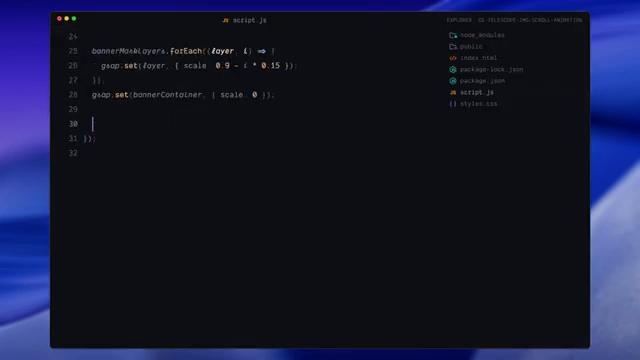 JS script.js
EXPLORER: CG-TELESCOPE-IMG-SCROLL-ANIMATION
24
25 bannerMaskLayers.forEach((layer, i) => {
26 gsap.set(layer, { scale: 0.9 - i * 0.15 });
27 });
28 gsap.set(bannerContainer, { scale: 0 });
29
30
31 });
32
node_modules
public
<> index.html
package-lock.json
package.json
JS script.js
{} styles.css